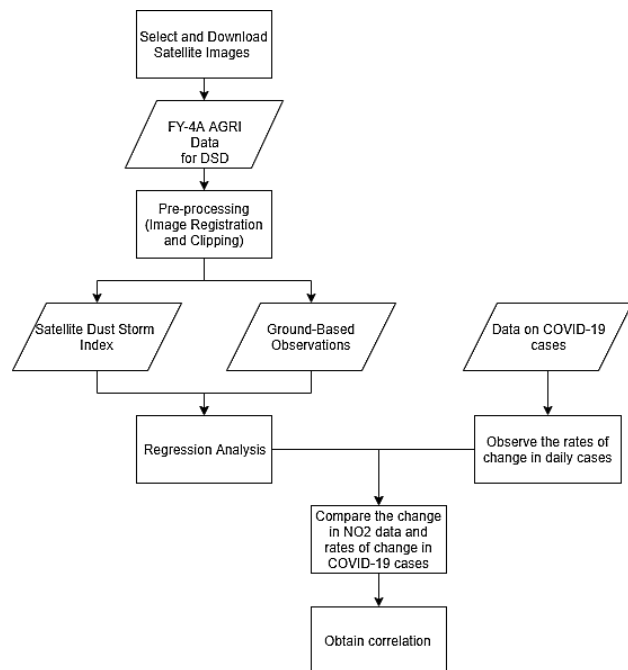 Select and Download
Satellite Images
FY-4A AGRI
Data
for DSD
Pre-processing
(Image Registration
and Clipping)
Satellite Dust Storm
Index
Ground-Based
Observations
Data on COVID-19
cases
Regression Analysis
Observe the rates of
change in daily cases
Compare the change
in NO2 data and
rates of change in
COVID-19 cases
Obtain correlation